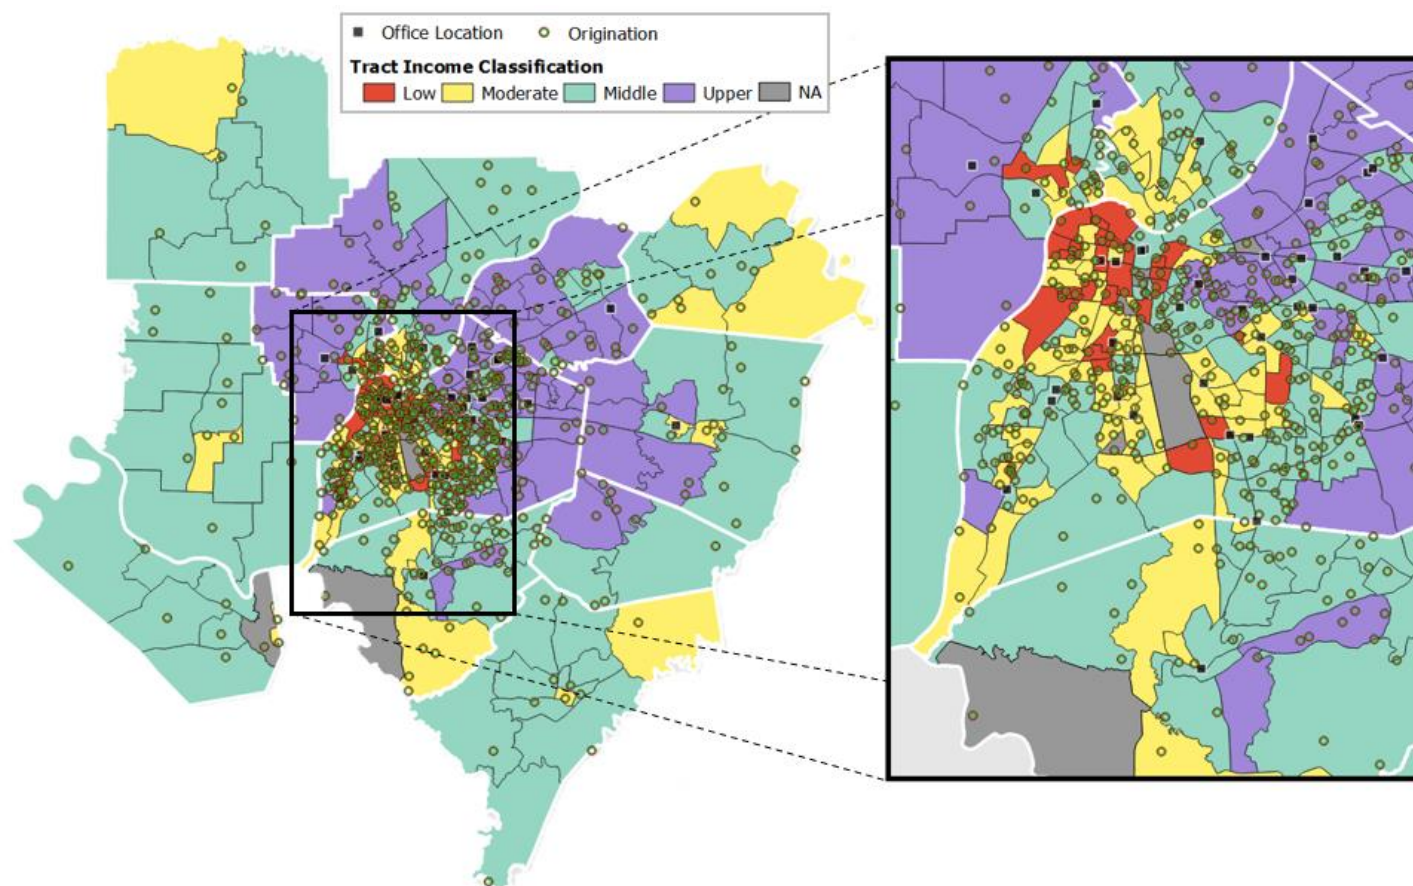 Office Location Origination
Tract Income Classification
Low Moderate Middle Upper NA